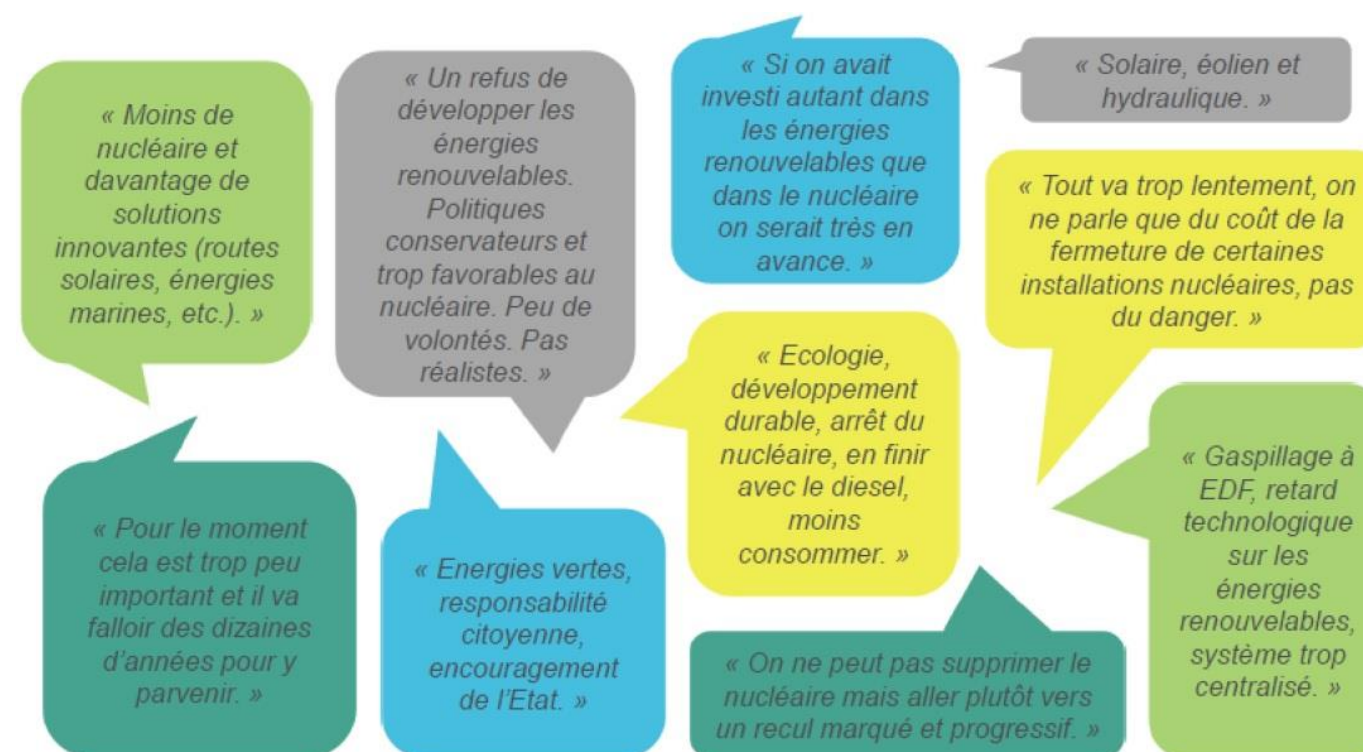 « Moins de
nucléaire et
davantage de
solutions
innovantes (routes
solaires, énergies
marines, etc.). »
« Un refus de
développer les
énergies
renouvelables.
Politiques
conservateurs et
trop favorables au
nucléaire. Peu de
volontés. Pas
réalistes. »
« Si on avait
investi autant dans
les énergies
renouvelables que
dans le nucléaire
on serait très en
avance. »
« Solaire, éolien et
hydraulique. »
« Tout va trop lentement, on
ne parle que du coût de la
fermeture de certaines
installations nucléaires, pas
du danger. »
« Ecologie,
développement
durable, arrêt du
nucléaire, en finir
avec le diesel,
moins
consommer. »
« Pour le moment
cela est trop peu
important et il va
falloir des dizaines
d’années pour y
parvenir. »
« Energies vertes,
responsabilité
citoyenne,
encouragement
de l’Etat. »
« On ne peut pas supprimer le
nucléaire mais aller plutôt vers
un recul marqué et progressif. »
« Gaspillage à
EDF, retard
technologique
sur les
énergies
renouvelables,
système trop
centralisé. »